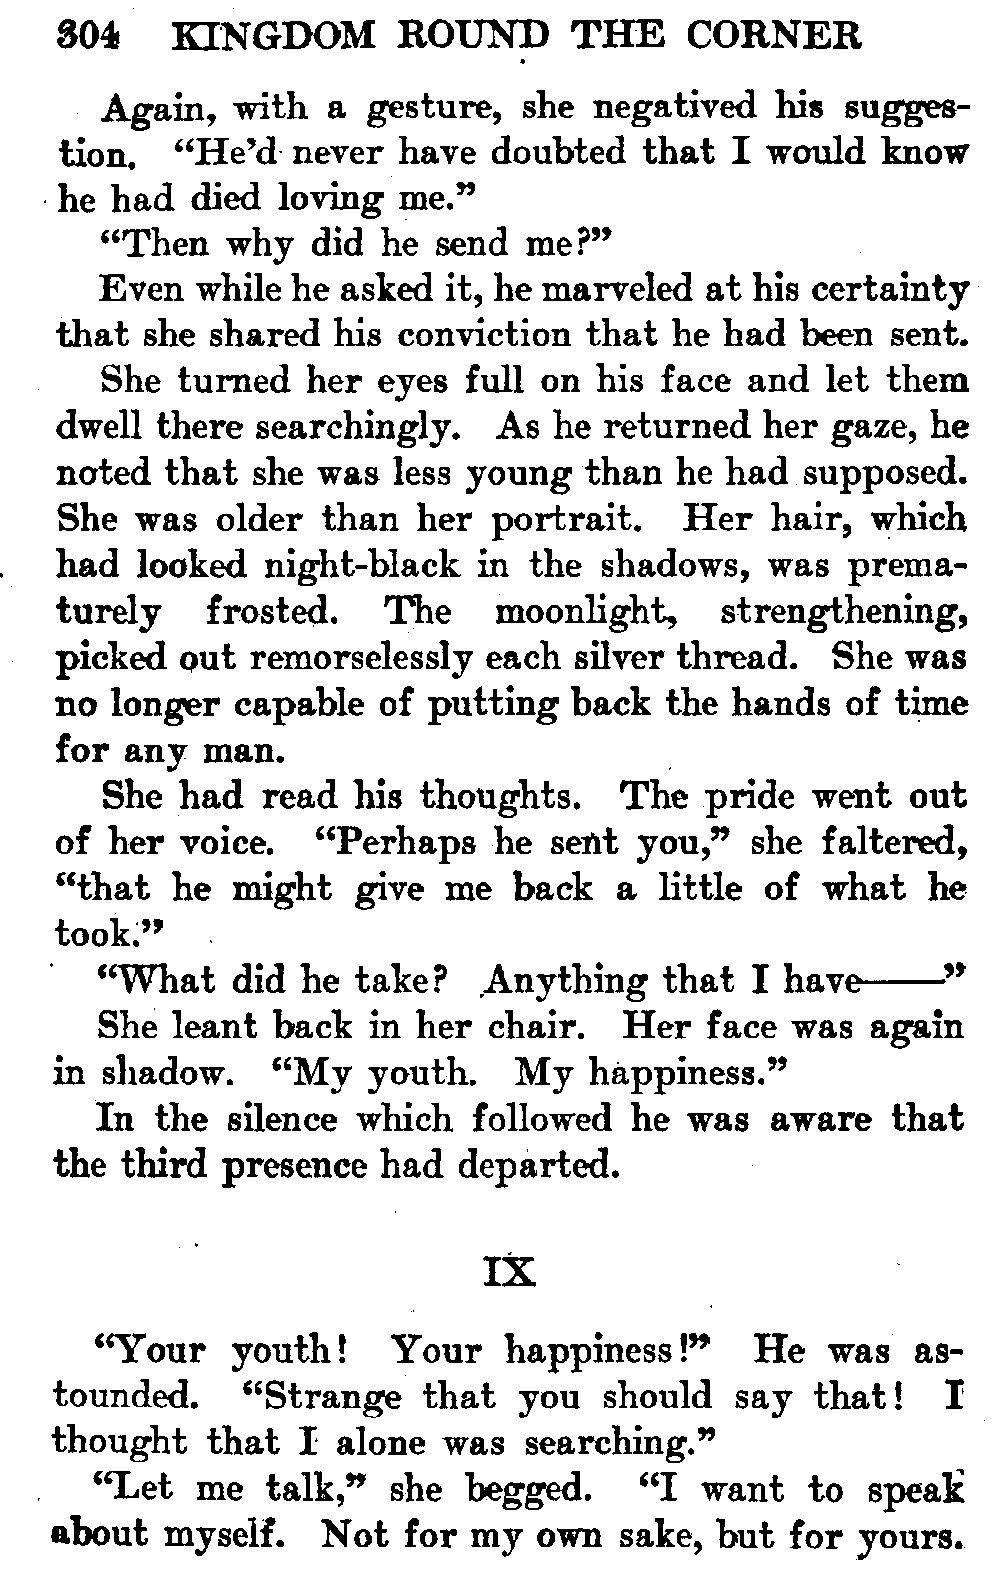 304 KINGDOM ROUND THE CORNER
Again, with a gesture, she negatived his sugges-
tion. “He’d never have doubted that I would know
he had died loving me.”
“Then why did he send me?”
Even while he asked it, he marveled at his certainty
that she shared his conviction that he had been sent.
She turned her eyes full on his face and let them
dwell there searchingly. As he returned her gaze, he
noted that she was less young than he had supposed.
She was older than her portrait. Her hair, which
had looked night-black in the shadows, was prema-
turely frosted. The moonlight, strengthening,
picked out remorselessly each silver thread. She was
no longer capable of putting back the hands of time
for any man.
She had read his thoughts. The pride went out
of her voice. “Perhaps he sent you,” she faltered,
“that he might give me back a little of what he
took.”
“What did he take? Anything that I have——”
She leant back in her chair. Her face was again
in shadow. “My youth. My happiness.”
In the silence which followed he was aware that
the third presence had departed.
IX
“Your youth! Your happiness!” He was as-
tounded. “Strange that you should say that! I
thought that I alone was searching.”
“Let me talk,” she begged. “I want to speak
about myself. Not for my own sake, but for yours.